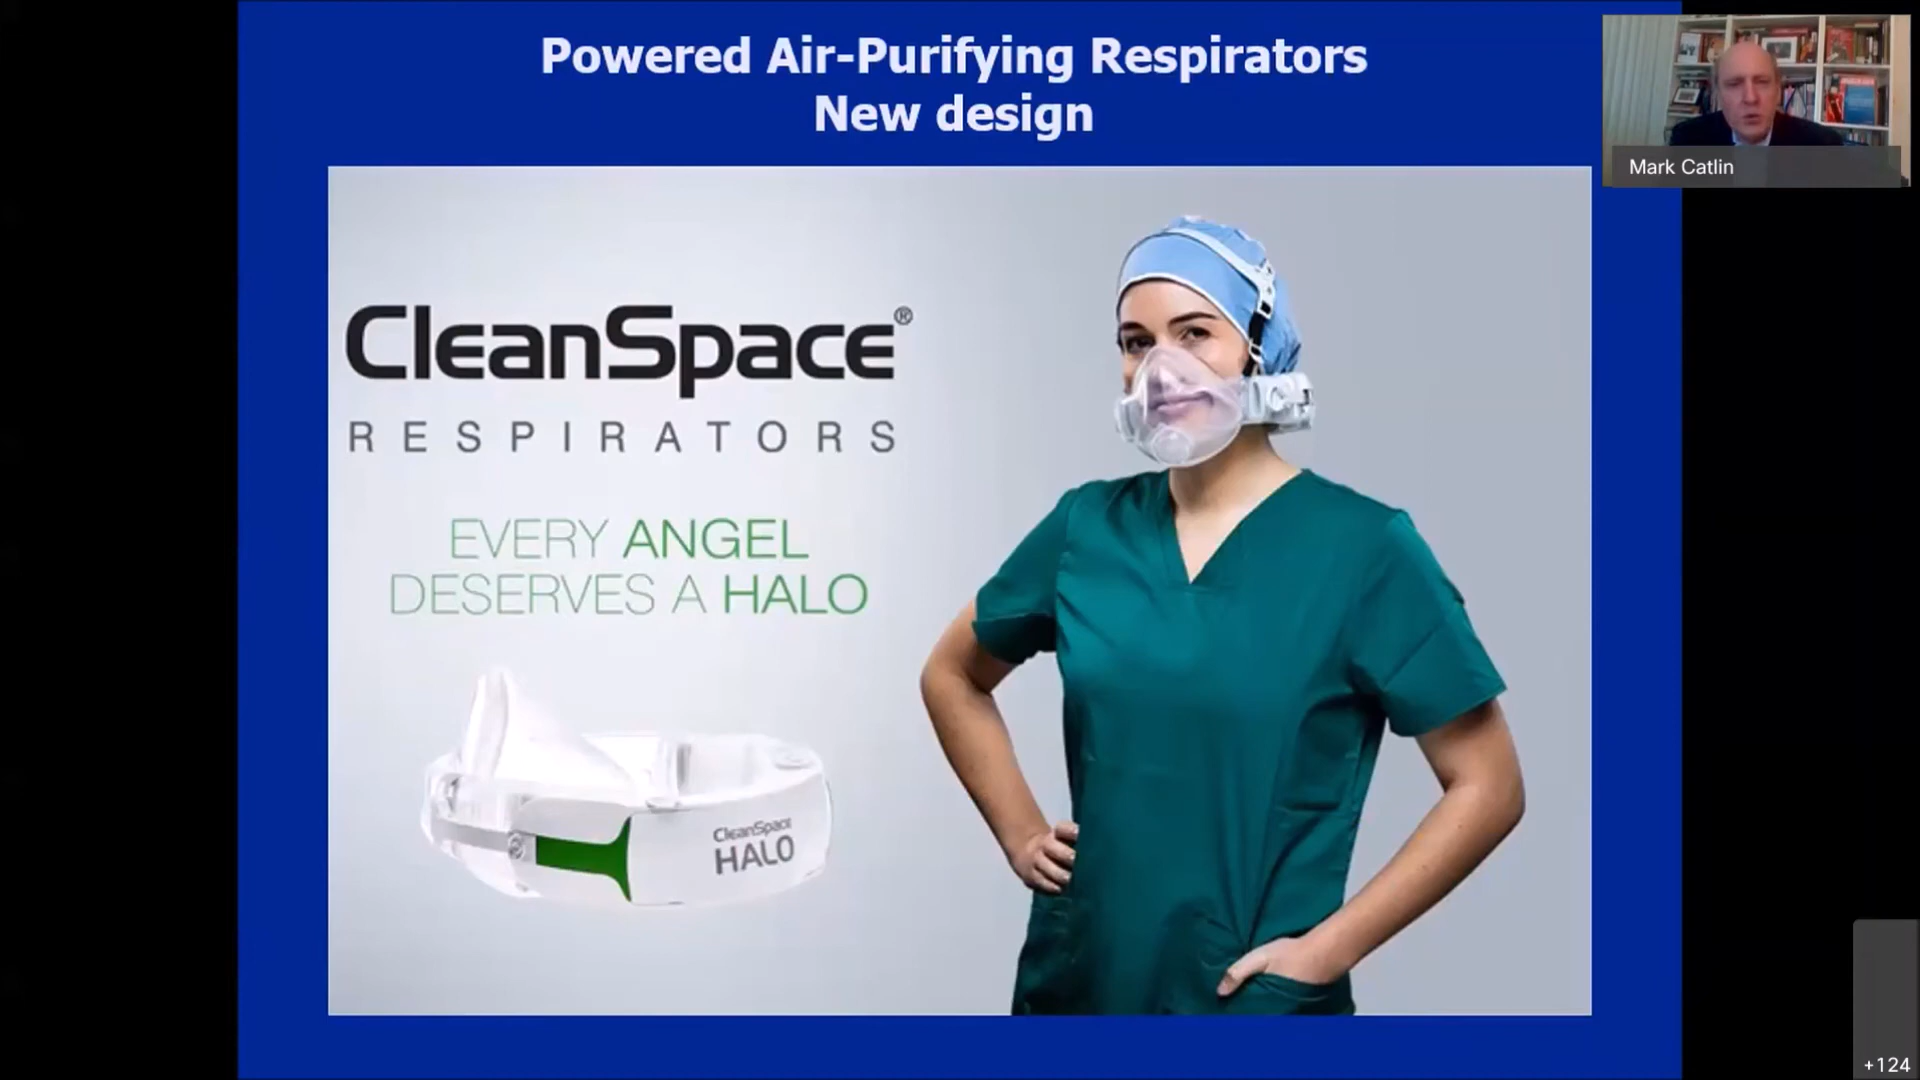 Powered Air-Purifying Respirators
New design
Mark Catlin
CleanSpace®
RESPIRATORS
EVERY ANGEL
DESERVES A HALO
CleanSpace
HALO
+124